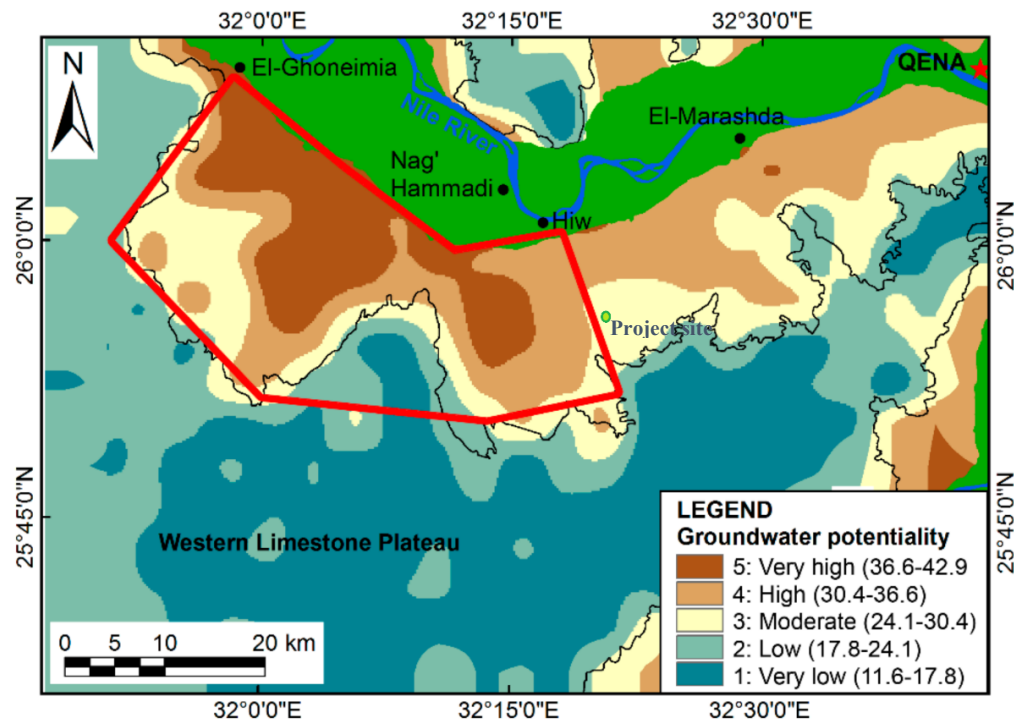 32°0'0"E
32°15'0"E
32°30'0"E
N
El-Ghoneimia
QENA
Nile River
El-Marashda
Nag'
Hammadi
Hiw
26°0'0"N
26°0'0"N
Project site
25°45'0"N
25°45'0"N
Western Limestone Plateau
LEGEND
Groundwater potentiality
5: Very high (36.6-42.9
4: High (30.4-36.6)
3: Moderate (24.1-30.4)
2: Low (17.8-24.1)
1: Very low (11.6-17.8)
0 5 10 20 km
32°0'0"E
32°15'0"E
32°30'0"E